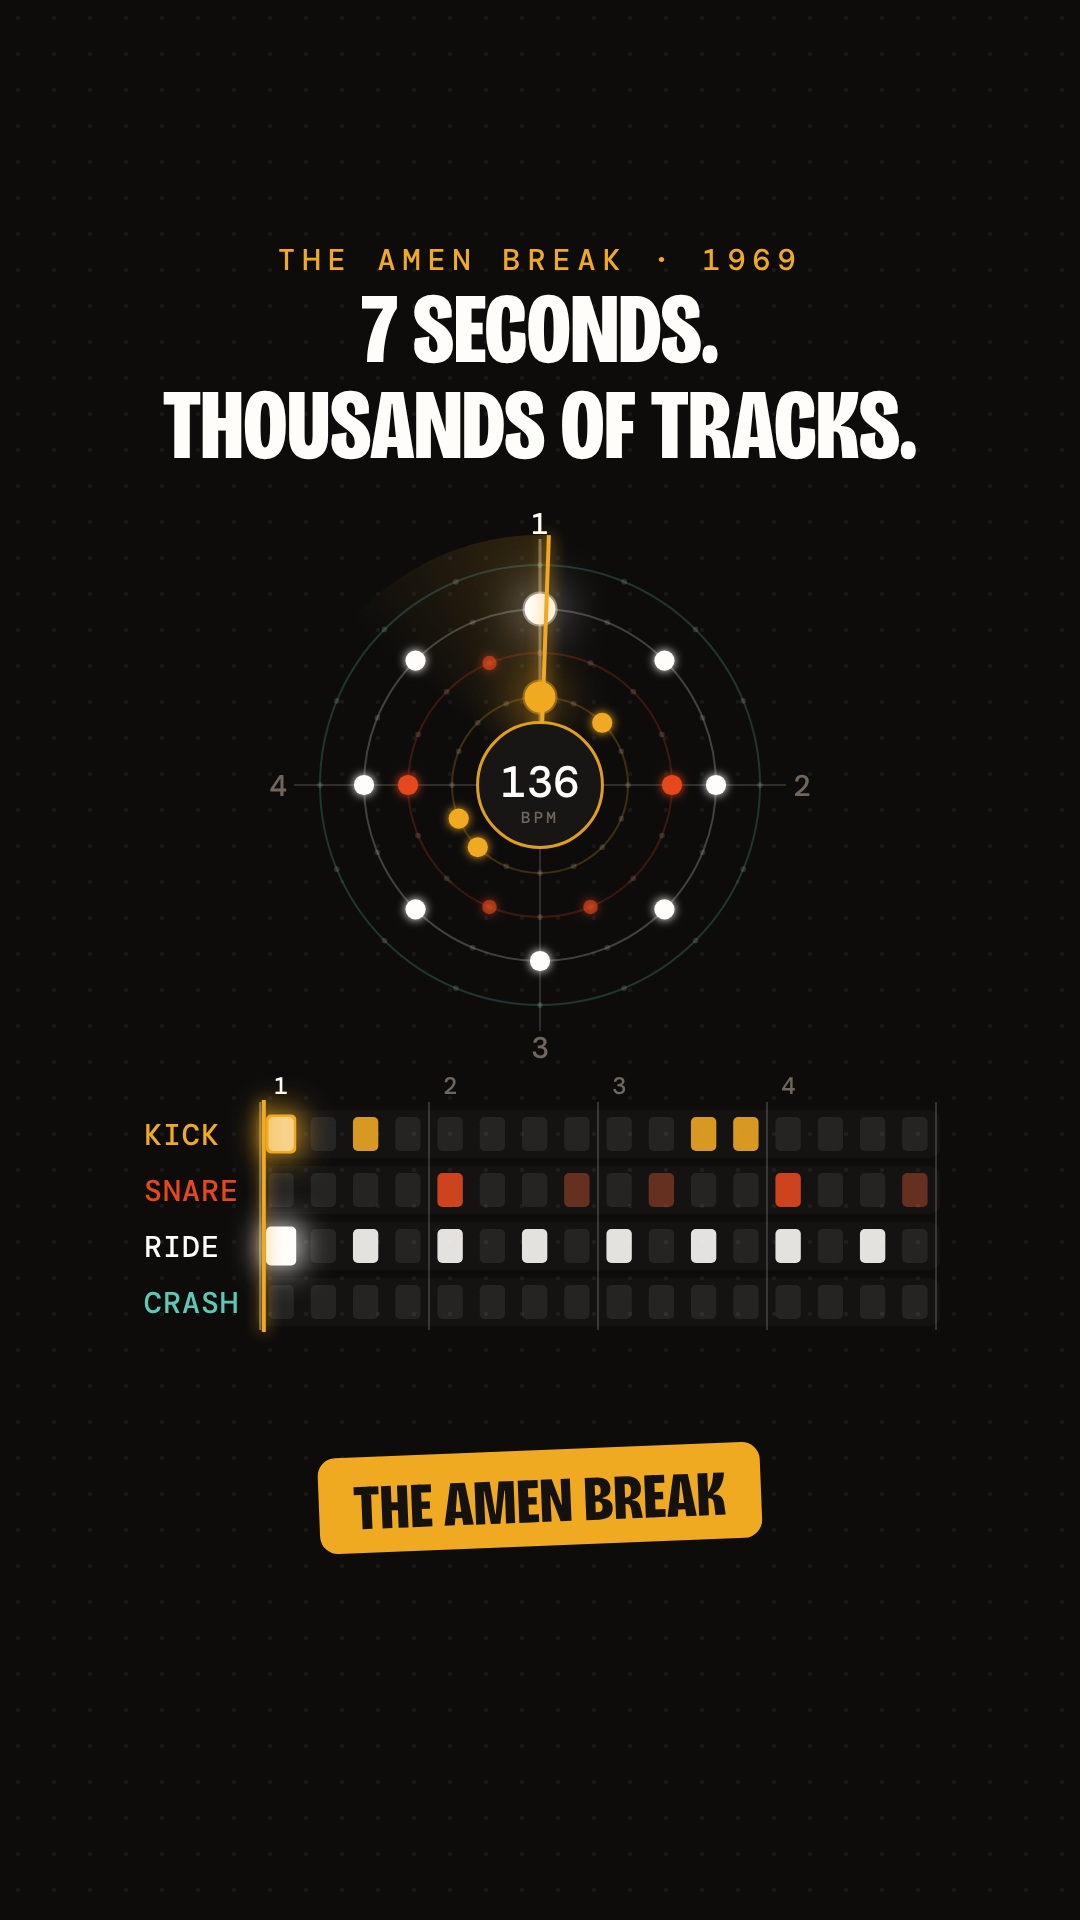 THE AMEN BREAK · 1969
7 SECONDS.
THOUSANDS OF TRACKS.
1
4
136
BPM
2
3
1 2 3 4
KICK
SNARE
RIDE
CRASH
THE AMEN BREAK